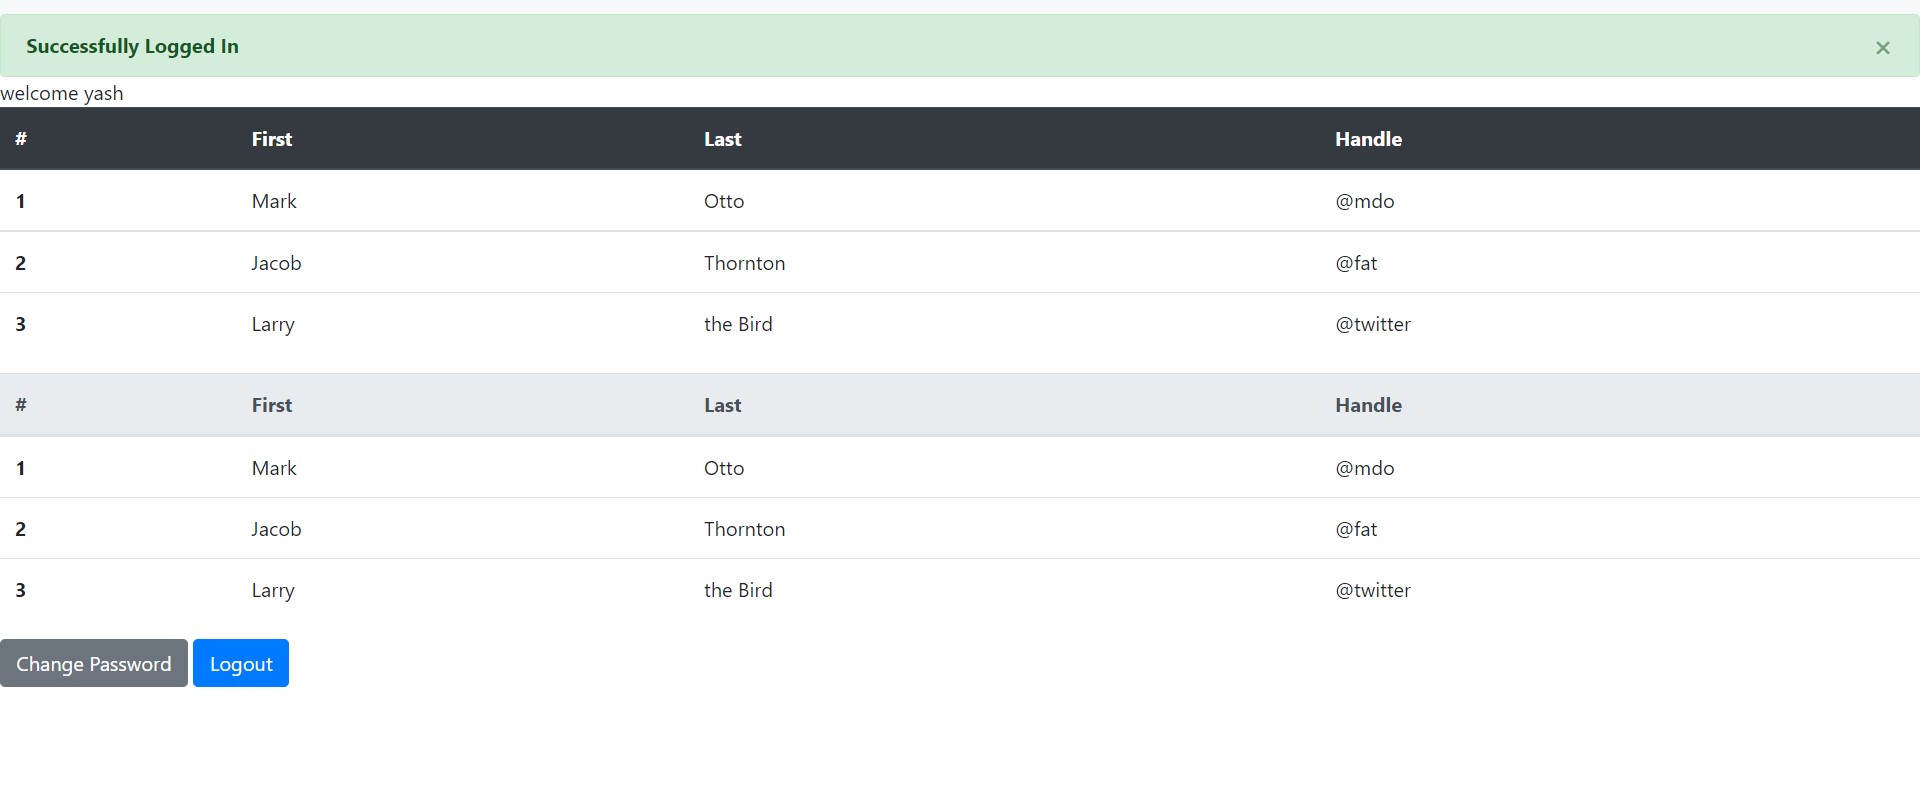 Successfully Logged In ×
welcome yash
# First Last Handle
1 Mark Otto @mdo
2 Jacob Thornton @fat
3 Larry the Bird @twitter
# First Last Handle
1 Mark Otto @mdo
2 Jacob Thornton @fat
3 Larry the Bird @twitter
Change Password Logout